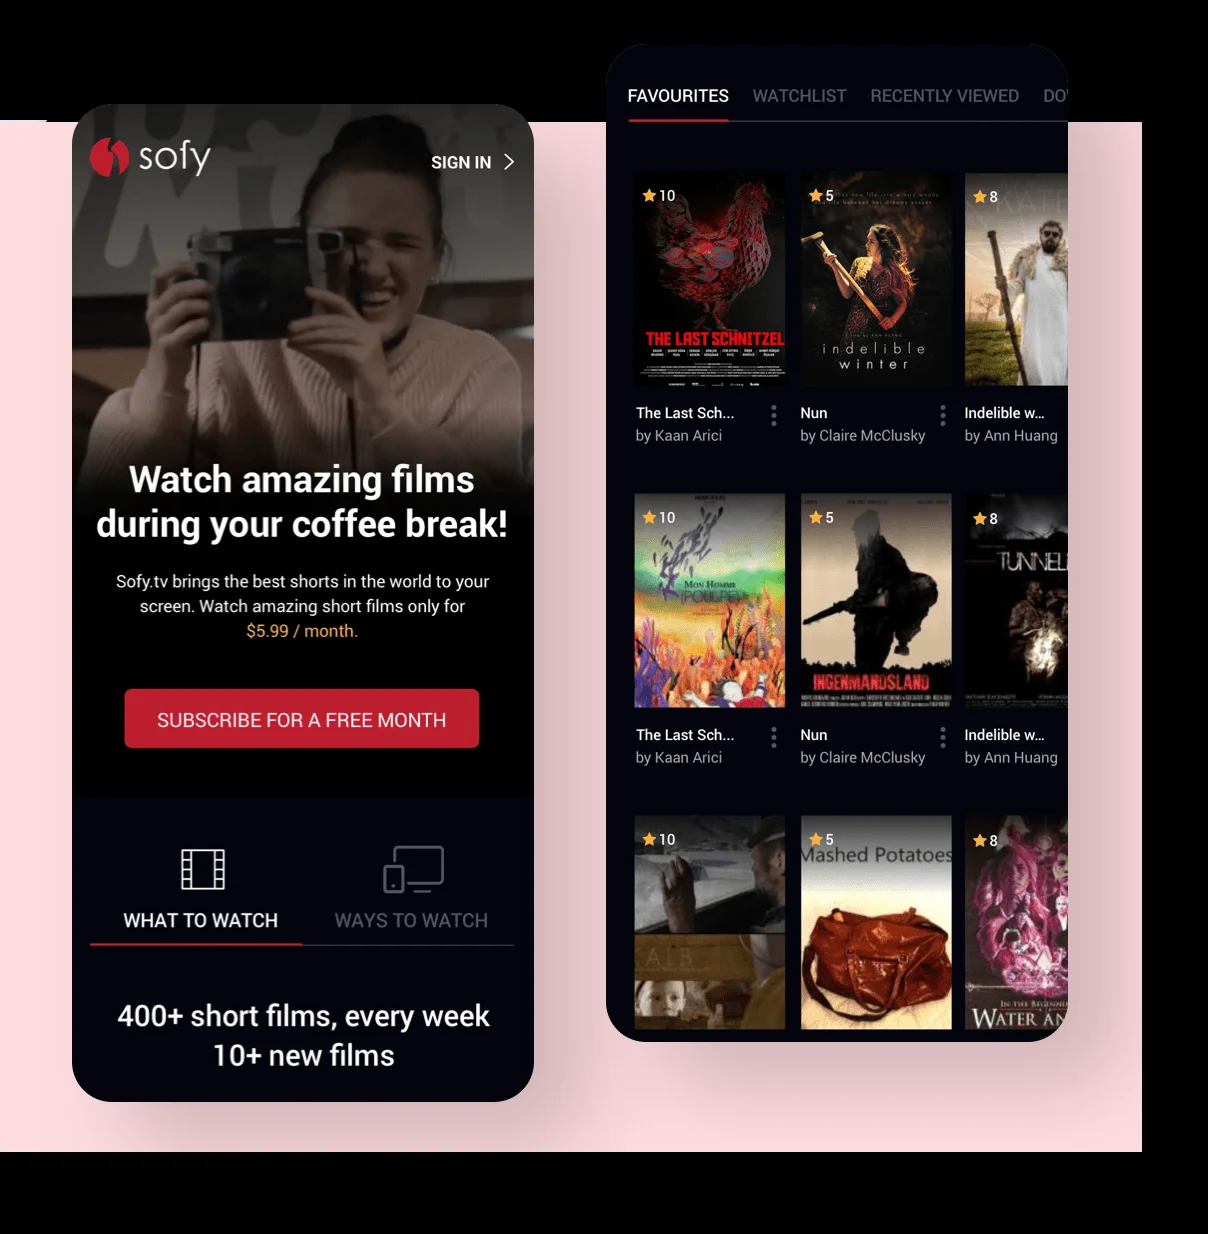 sofy
SIGN IN
Watch amazing films
during your coffee break!
Sofy.tv brings the best shorts in the world to your
screen. Watch amazing short films only for
$5.99 / month.
SUBSCRIBE FOR A FREE MONTH
WHAT TO WATCH
WAYS TO WATCH
400+ short films, every week
10+ new films
FAVOURITES
WATCHLIST
RECENTLY VIEWED
10
THE LAST SCHNITZEL
5
indelible
winter
8
KATE
The Last Sch...
by Kaan Arici
Nun
by Claire McClusky
Indelible w...
by Ann Huang
10
MON HOMME
(POULPE)
5
INGENMANDSLAND
8
TUNNEL
The Last Sch...
by Kaan Arici
Nun
by Claire McClusky
Indelible w...
by Ann Huang
10
5
Mashed Potatoes
8
IN THE
WATER